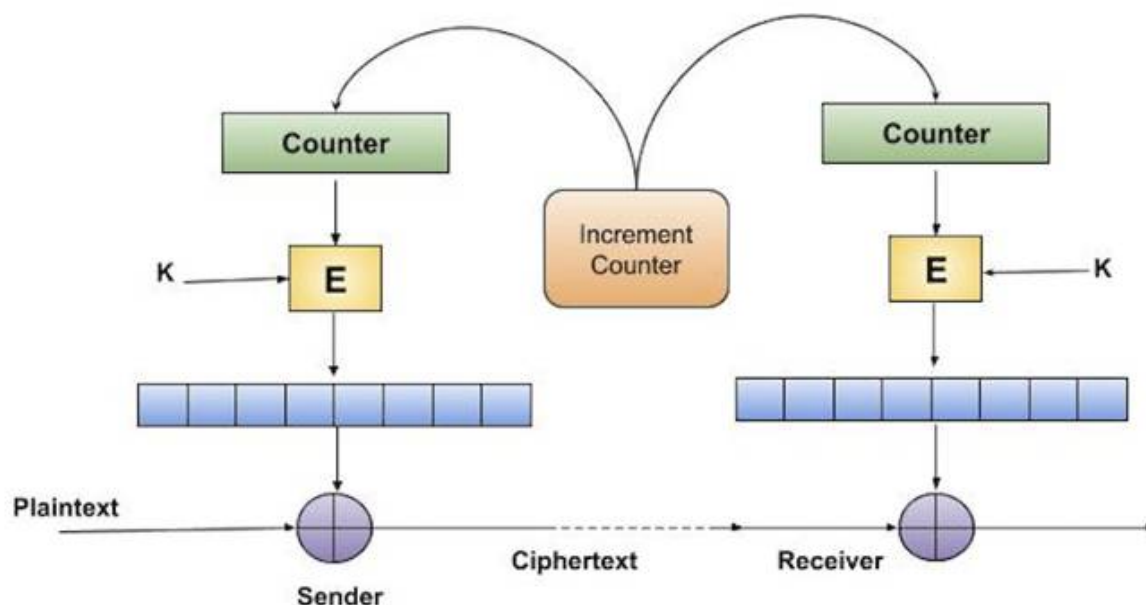 Counter
Counter
Increment
Counter
K
E
E
K
Plaintext
Ciphertext
Receiver
Sender